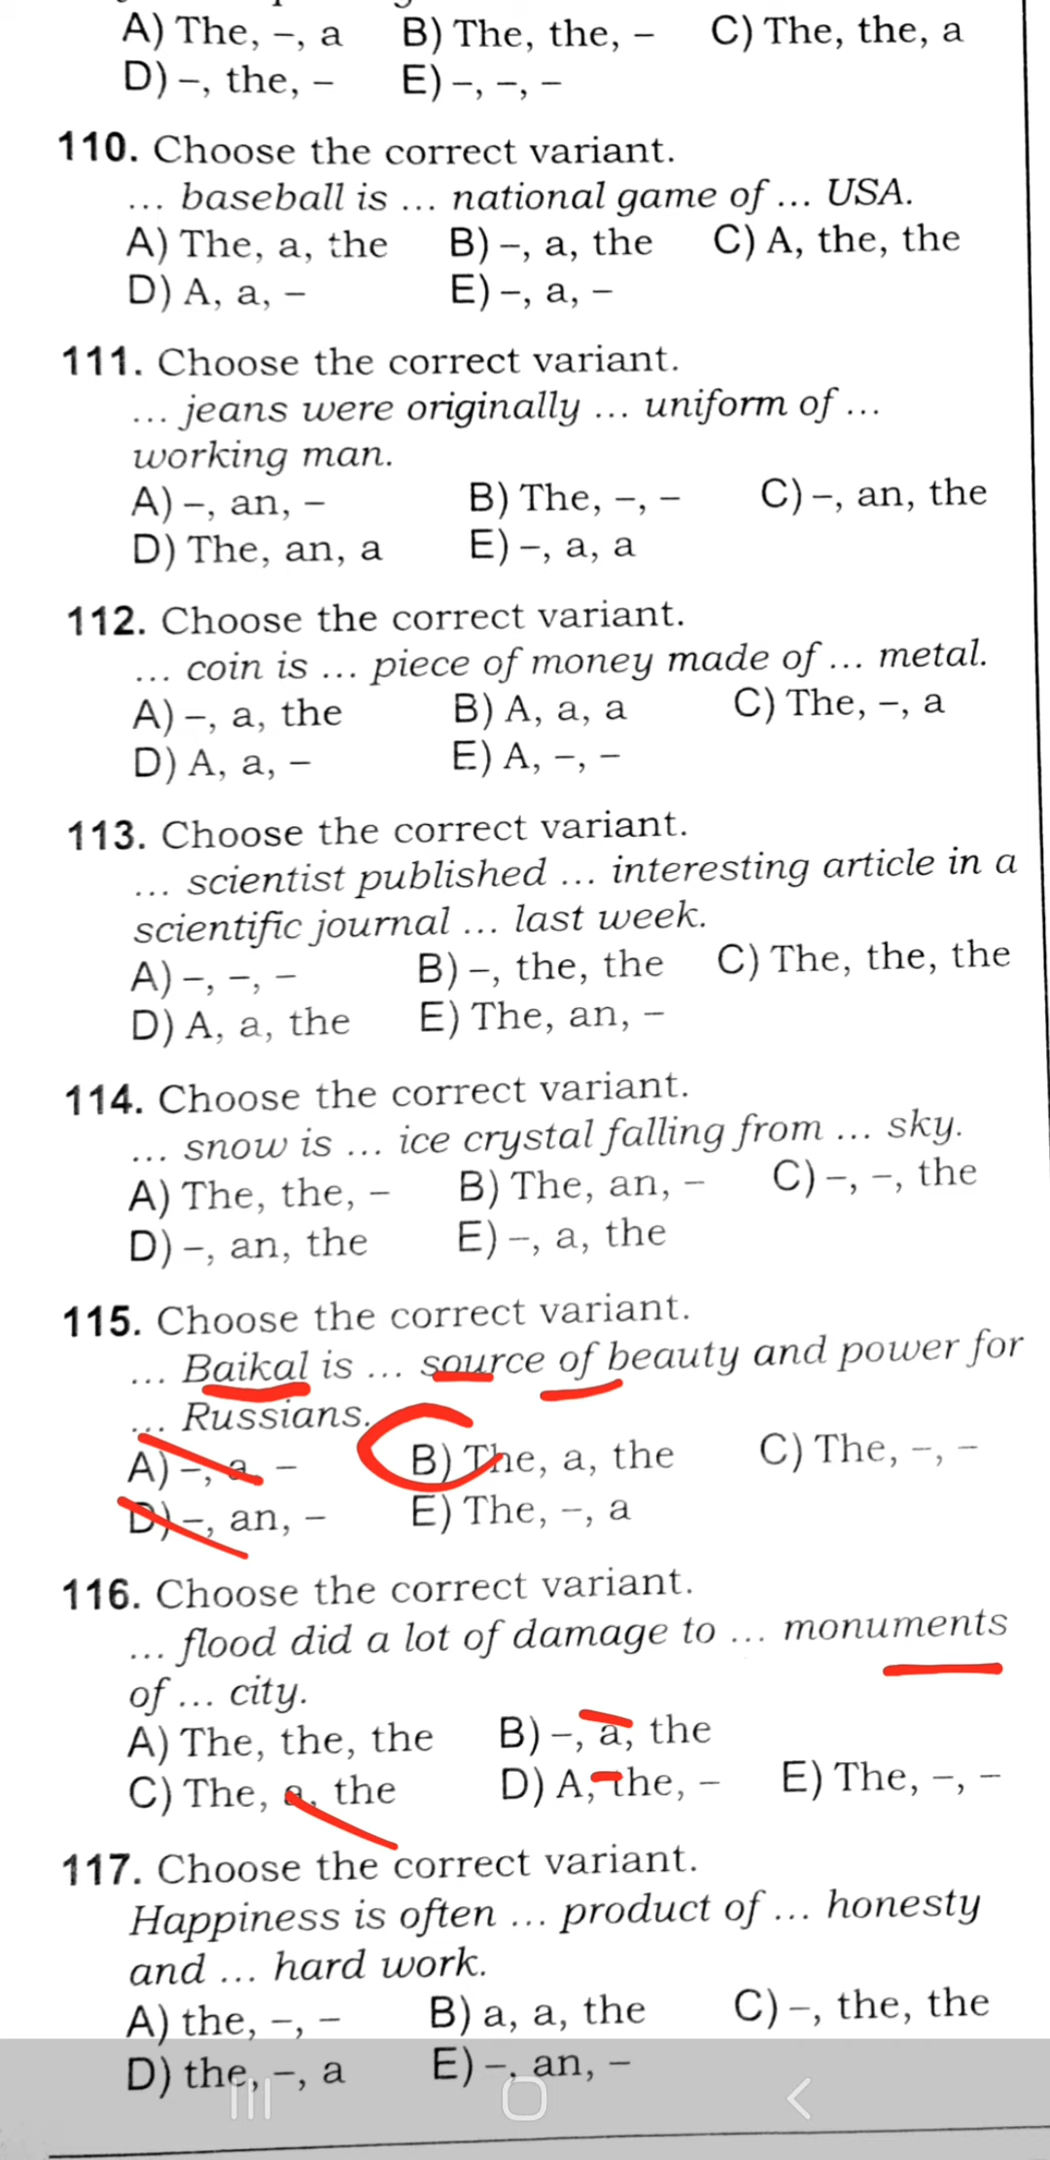 A) The, –, a B) The, the, – C) The, the, a
D) –, the, – E) –, –, –
110. Choose the correct variant.
... baseball is ... national game of ... USA.
A) The, a, the B) –, a, the C) A, the, the
D) A, a, – E) –, a, –
111. Choose the correct variant.
... jeans were originally ... uniform of ...
working man.
A) –, an, – B) The, –, – C) –, an, the
D) The, an, a E) –, a, a
112. Choose the correct variant.
... coin is ... piece of money made of ... metal.
A) –, a, the B) A, a, a C) The, –, a
D) A, a, – E) A, –, –
113. Choose the correct variant.
... scientist published ... interesting article in a
scientific journal ... last week.
A) –, –, – B) –, the, the C) The, the, the
D) A, a, the E) The, an, –
114. Choose the correct variant.
... snow is ... ice crystal falling from ... sky.
A) The, the, – B) The, an, – C) –, –, the
D) –, an, the E) –, a, the
115. Choose the correct variant.
... Baikal is ... source of beauty and power for
... Russians.
A) –, a, – B) The, a, the C) The, –, –
D) –, an, – E) The, –, a
116. Choose the correct variant.
... flood did a lot of damage to ... monuments
of ... city.
A) The, the, the B) –, a, the
C) The, a, the D) A, the, – E) The, –, –
117. Choose the correct variant.
Happiness is often ... product of ... honesty
and ... hard work.
A) the, –, – B) a, a, the C) –, the, the
D) the, –, a E) –, an, –